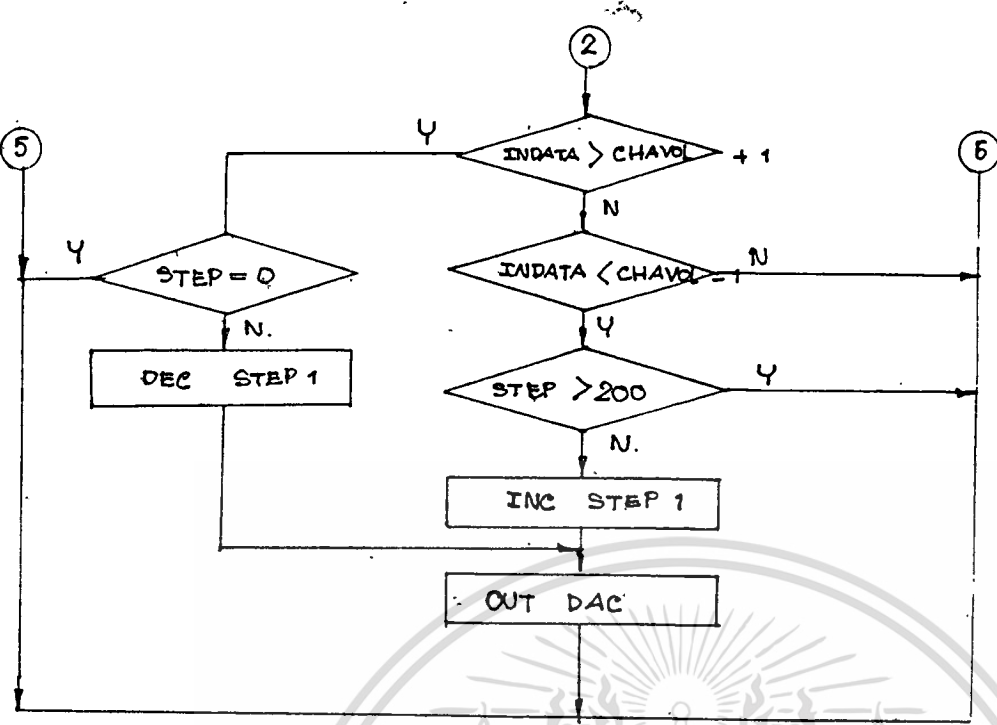 2
Y
5
INDATA > CHAVOL + 1
6
N
Y
STEP = 0
INDATA < CHAVOL - 1
N
N.
Y
DEC STEP 1
STEP > 200
Y
N.
INC STEP 1
OUT DAC